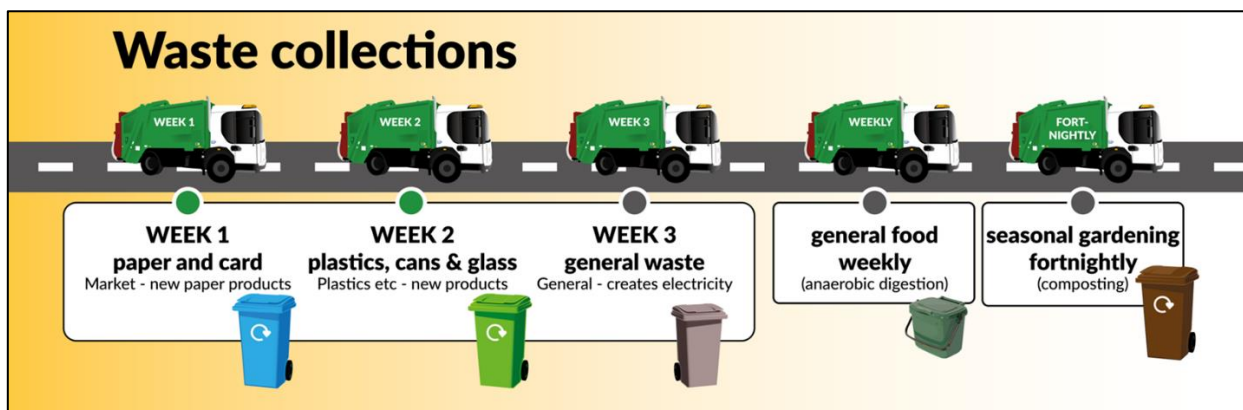 Waste collections
WEEK 1
WEEK 2
WEEK 3
WEEKLY
FORT-
NIGHTLY
WEEK 1
paper and card
Market - new paper products
WEEK 2
plastics, cans & glass
Plastics etc - new products
WEEK 3
general waste
General - creates electricity
general food
weekly
(anaerobic digestion)
seasonal gardening
fortnightly
(composting)